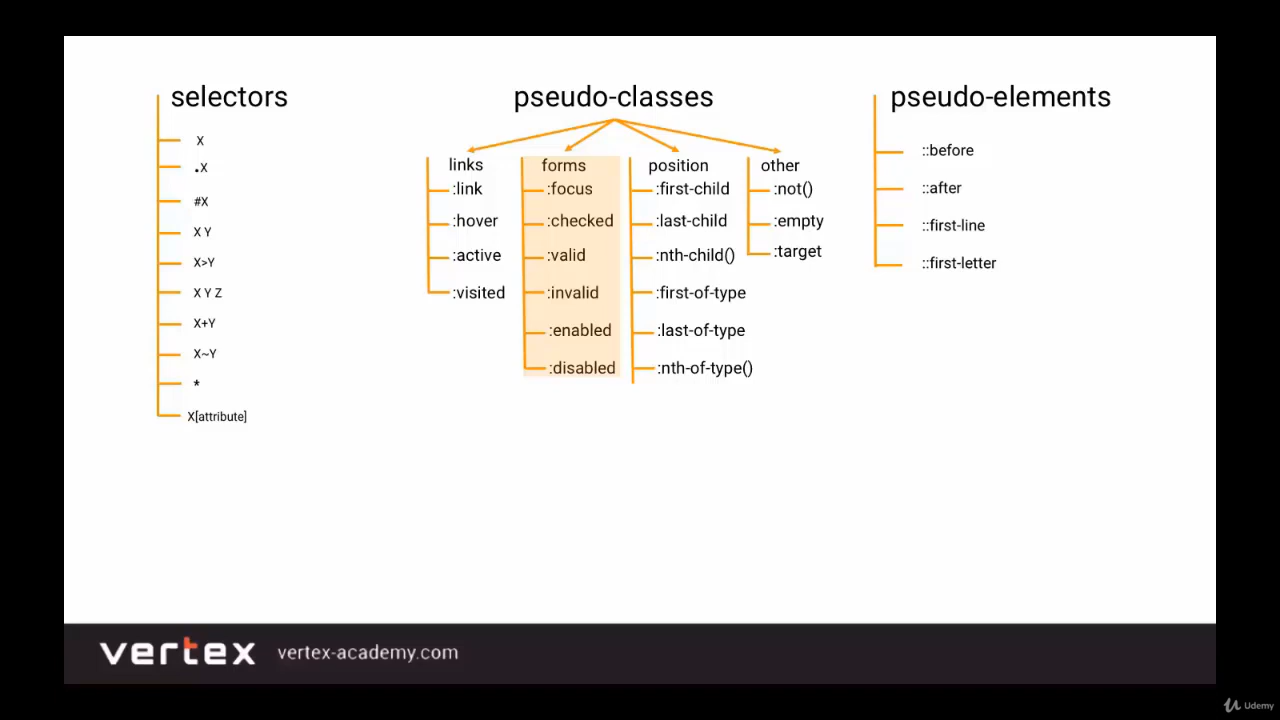 selectors
X
.X
#X
X Y
X>Y
X Y Z
X+Y
X~Y
*
X[attribute]
pseudo-classes
links
:link
:hover
:active
:visited
forms
:focus
:checked
:valid
:invalid
:enabled
:disabled
position
:first-child
:last-child
:nth-child()
:first-of-type
:last-of-type
:nth-of-type()
other
:not()
:empty
:target
pseudo-elements
::before
::after
::first-line
::first-letter
vertex
vertex-academy.com
Udemy